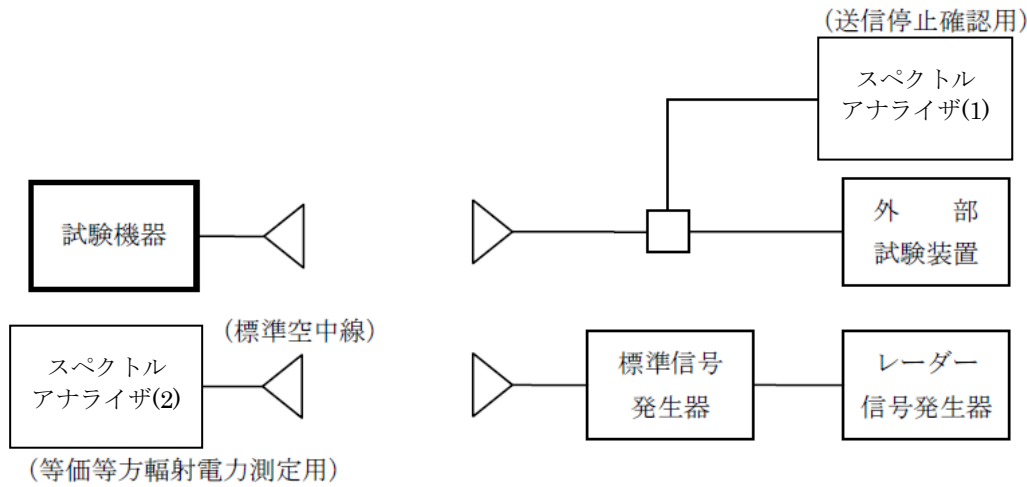 (送信停止確認用)
スペクトル
アナライザ(1)
試験機器
外 部
試験装置
(標準空中線)
スペクトル
アナライザ(2)
標準信号
発生器
レーダー
信号発生器
(等価等方輻射電力測定用)